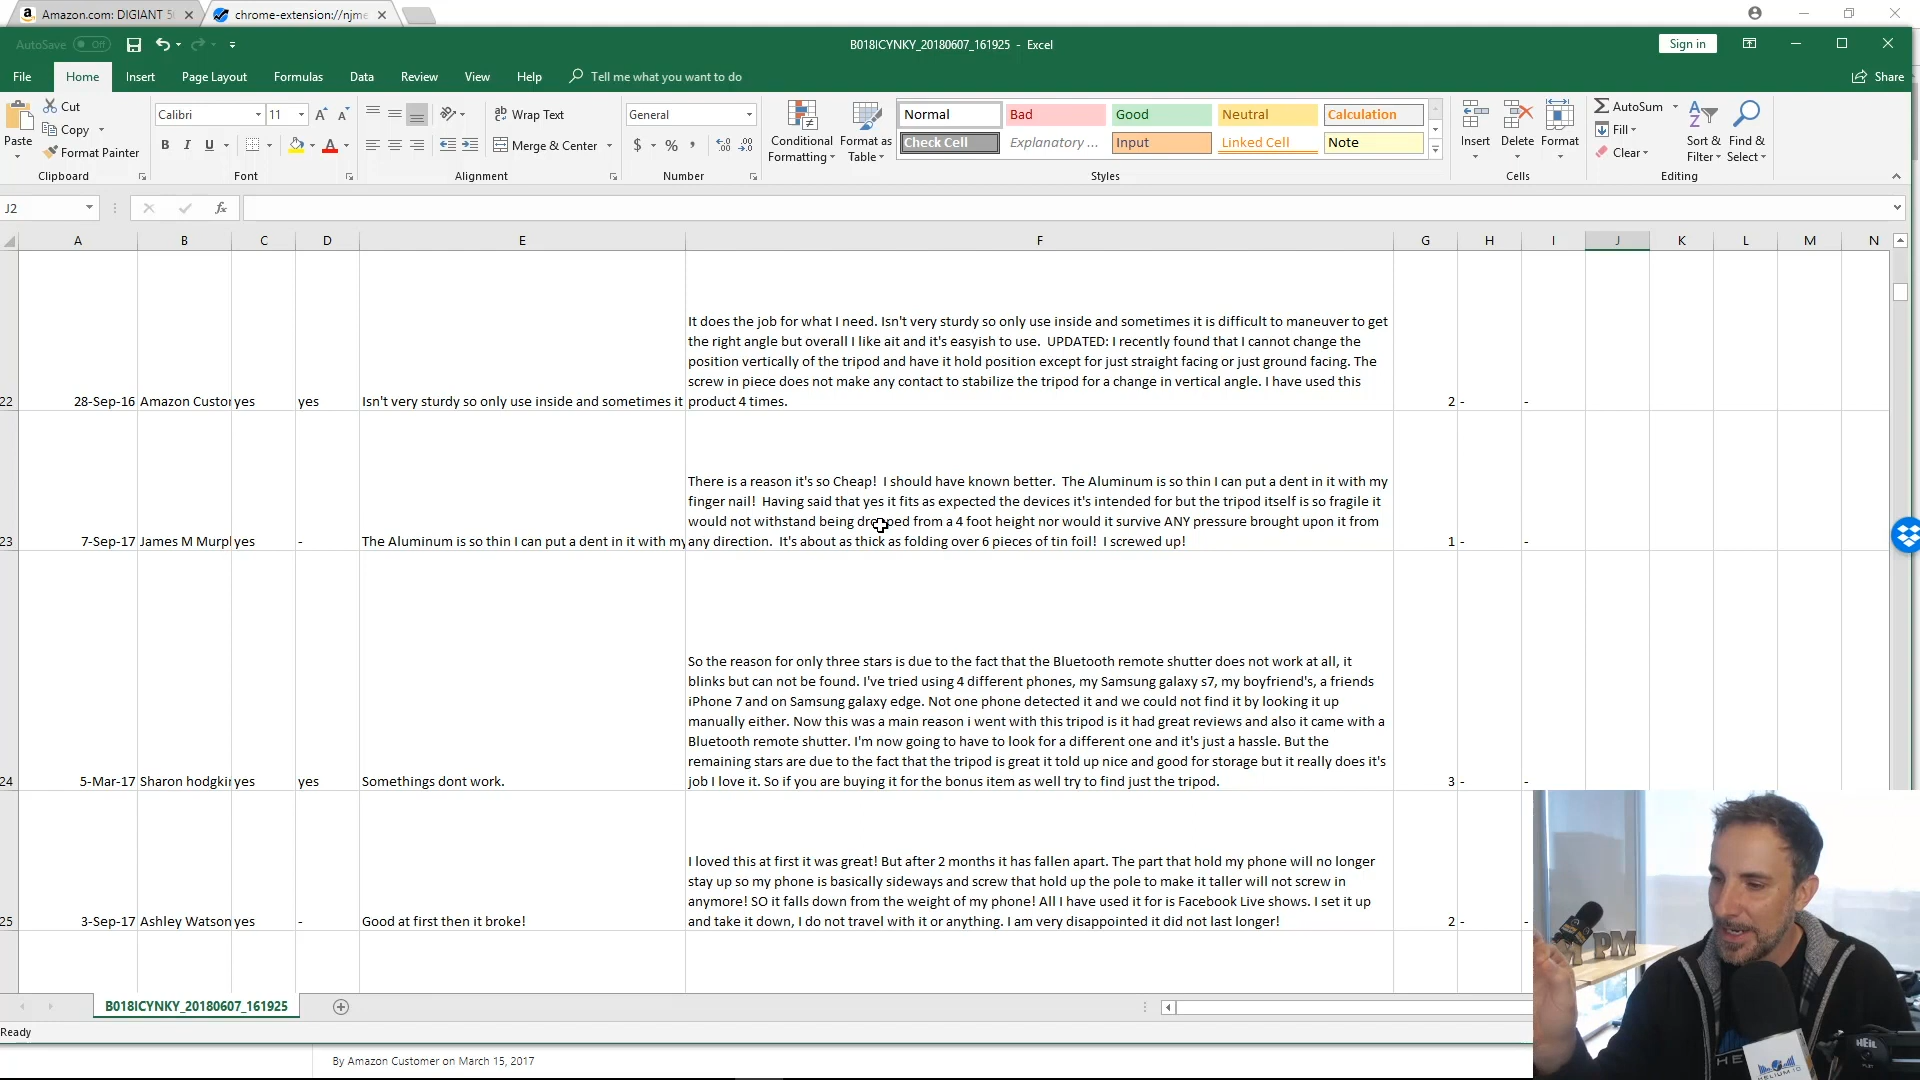 Amazon.com: DIGIANT 5
chrome-extension://njme
AutoSave Off
B018ICYNKY_20180607_161925 - Excel
Sign in
File Home Insert Page Layout Formulas Data Review View Help Tell me what you want to do Share
Cut
Copy
Format Painter
Paste
Clipboard
Calibri 11
B I U
Font
Wrap Text
Merge & Center
Alignment
General
$ % ,
Number
Conditional Formatting
Format as Table
Normal Bad Good Neutral Calculation
Check Cell Explanatory ... Input Linked Cell Note
Styles
Insert Delete Format
Cells
AutoSum
Fill
Clear
Sort & Filter
Find & Select
Editing
J2
fx
A B C D E F G H I J K L M N
It does the job for what I need. Isn't very sturdy so only use inside and sometimes it is difficult to maneuver to get
the right angle but overall I like ait and it's easyish to use.  UPDATED: I recently found that I cannot change the
position vertically of the tripod and have it hold position except for just straight facing or just ground facing. The
screw in piece does not make any contact to stabilize the tripod for a change in vertical angle. I have used this
22 28-Sep-16 Amazon Custo yes yes Isn't very sturdy so only use inside and sometimes it product 4 times. 2 - -
There is a reason it's so Cheap!  I should have known better.  The Aluminum is so thin I can put a dent in it with my
finger nail!  Having said that yes it fits as expected the devices it's intended for but the tripod itself is so fragile it
would not withstand being dropped from a 4 foot height nor would it survive ANY pressure brought upon it from
23 7-Sep-17 James M Murpl yes - The Aluminum is so thin I can put a dent in it with my any direction.  It's about as thick as folding over 6 pieces of tin foil!  I screwed up! 1 - -
So the reason for only three stars is due to the fact that the Bluetooth remote shutter does not work at all, it
blinks but can not be found. I've tried using 4 different phones, my Samsung galaxy s7, my boyfriend's, a friends
iPhone 7 and on Samsung galaxy edge. Not one phone detected it and we could not find it by looking it up
manually either. Now this was a main reason i went with this tripod is it had great reviews and also it came with a
Bluetooth remote shutter. I'm now going to have to look for a different one and it's just a hassle. But the
remaining stars are due to the fact that the tripod is great it told up nice and good for storage but it really does it's
24 5-Mar-17 Sharon hodgkin yes yes Somethings dont work. job I love it. So if you are buying it for the bonus item as well try to find just the tripod. 3 - -
I loved this at first it was great! But after 2 months it has fallen apart. The part that hold my phone will no longer
stay up so my phone is basically sideways and screw that hold up the pole to make it taller will not screw in
anymore! SO it falls down from the weight of my phone! All I have used it for is Facebook Live shows. I set it up
25 3-Sep-17 Ashley Watson yes - Good at first then it broke! and take it down, I do not travel with it or anything. I am very disappointed it did not last longer! 2 - -
B018ICYNKY_20180607_161925
Ready
By Amazon Customer on March 15, 2017
PM
HEIL
HELIUM 10